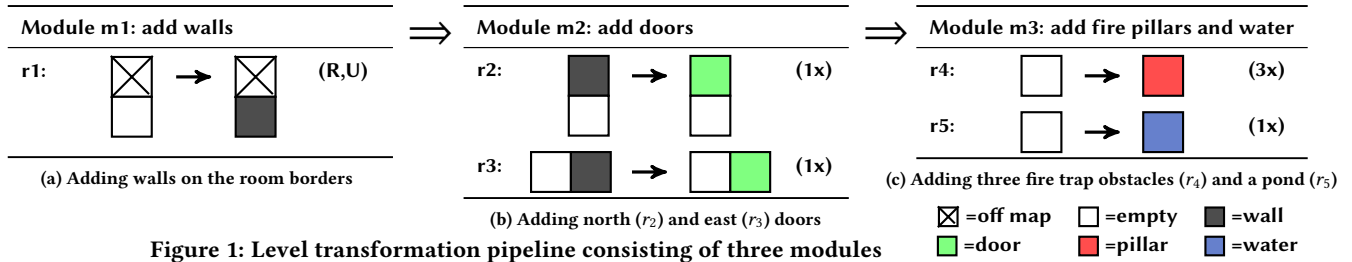 Module m1: add walls
r1:
(R,U)
(a) Adding walls on the room borders
Module m2: add doors
r2:
(1x)
r3:
(1x)
(b) Adding north (r2) and east (r3) doors
Module m3: add fire pillars and water
r4:
(3x)
r5:
(1x)
(c) Adding three fire trap obstacles (r4) and a pond (r5)
=off map =empty =wall
=door =pillar =water
Figure 1: Level transformation pipeline consisting of three modules